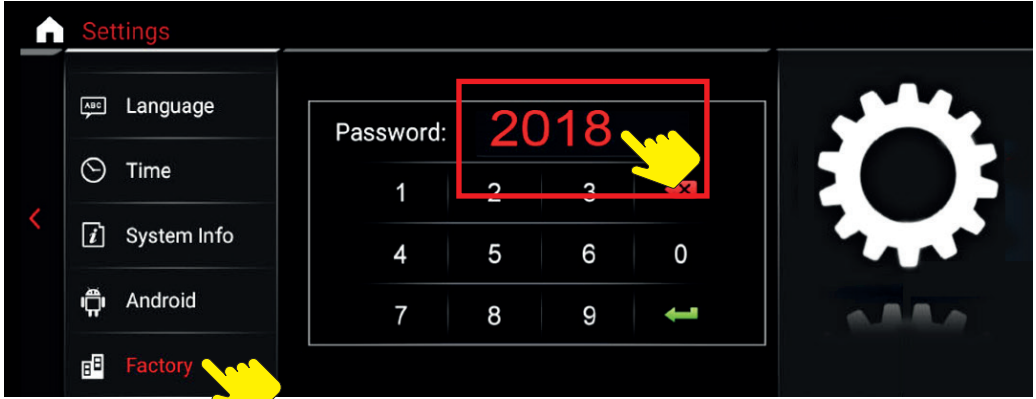 Settings
ABC Language
Time
i System Info
Android
Factory
Password: 2018
1 2 3
4 5 6 0
7 8 9